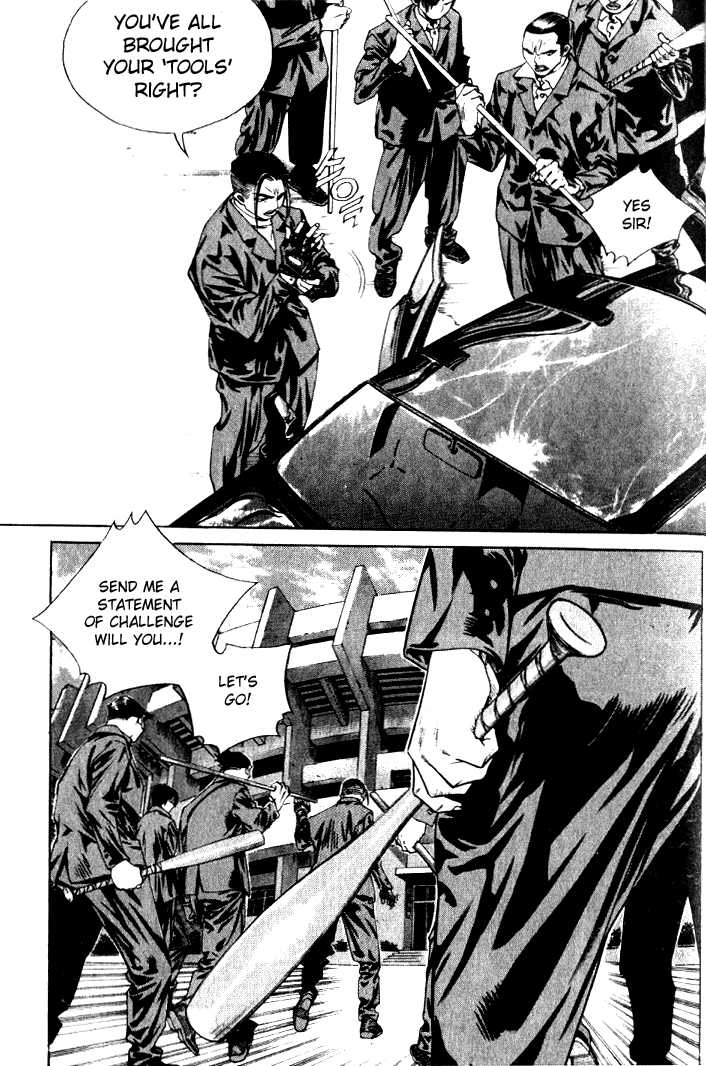 YOU'VE ALL
BROUGHT
YOUR 'TOOLS'
RIGHT?
YES
SIR!
SEND ME A
STATEMENT
OF CHALLENGE
WILL YOU...!
LET'S
GO!